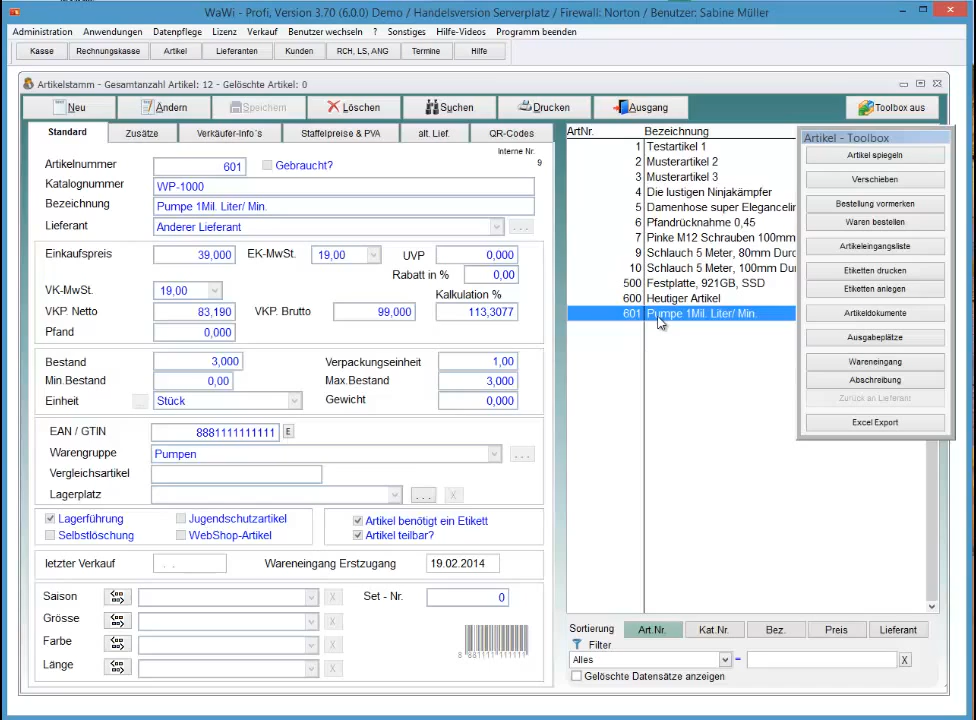 WaWi - Profi, Version 3.70 (6.0.0) Demo / Handelsversion Serverplatz / Firewall: Norton / Benutzer: Sabine Müller
Administration Anwendungen Datenpflege Lizenz Verkauf Benutzer wechseln ? Sonstiges Hilfe-Videos Programm beenden
Kasse Rechnungskasse Artikel Lieferanten Kunden RCH, LS, ANG Termine Hilfe
Artikelstamm - Gesamtanzahl Artikel: 12 - Gelöschte Artikel: 0
Neu Ändern Speichern Löschen Suchen Drucken Ausgang Toolbox aus
Standard Zusätze Verkäufer-Info´s Staffelpreise & PVA alt. Lief. QR-Codes
Interne Nr.
9
Artikelnummer 601 Gebraucht?
Katalognummer WP-1000
Bezeichnung Pumpe 1Mil. Liter/ Min.
Lieferant Anderer Lieferant ...
Einkaufspreis 39,000 EK-MwSt. 19,00 UVP 0,000
Rabatt in % 0,00
VK-MwSt. 19,00 Kalkulation %
VKP. Netto 83,190 VKP. Brutto 99,000 113,3077
Pfand 0,000
Bestand 3,000 Verpackungseinheit 1,00
Min.Bestand 0,00 Max.Bestand 3,000
Einheit Stück Gewicht 0,000
EAN / GTIN 8881111111111 E
Warengruppe Pumpen ...
Vergleichsartikel
Lagerplatz ... X
Lagerführung Jugendschutzartikel Artikel benötigt ein Etikett
Selbstlöschung WebShop-Artikel Artikel teilbar?
letzter Verkauf . . Wareneingang Erstzugang 19.02.2014
Saison X Set - Nr. 0
Grösse X
Farbe X
8 881111 111111
Länge X
ArtNr. Bezeichnung
1 Testartikel 1
2 Musterartikel 2
3 Musterartikel 3
4 Die lustigen Ninjakämpfer
5 Damenhose super Elegancelin
6 Pfandrücknahme 0,45
7 Pinke M12 Schrauben 100mm
9 Schlauch 5 Meter, 80mm Durc
10 Schlauch 5 Meter, 100mm Du
500 Festplatte, 921GB, SSD
600 Heutiger Artikel
601 Pumpe 1Mil. Liter/ Min.
Artikel - Toolbox
Artikel spiegeln
Verschieben
Bestellung vormerken
Waren bestellen
Artikeleingangsliste
Etiketten drucken
Etiketten anlegen
Artikeldokumente
Ausgabeplätze
Wareneingang
Abschreibung
Zurück an Lieferant
Excel Export
Sortierung Art.Nr. Kat.Nr. Bez. Preis Lieferant
Filter
Alles - X
Gelöschte Datensätze anzeigen